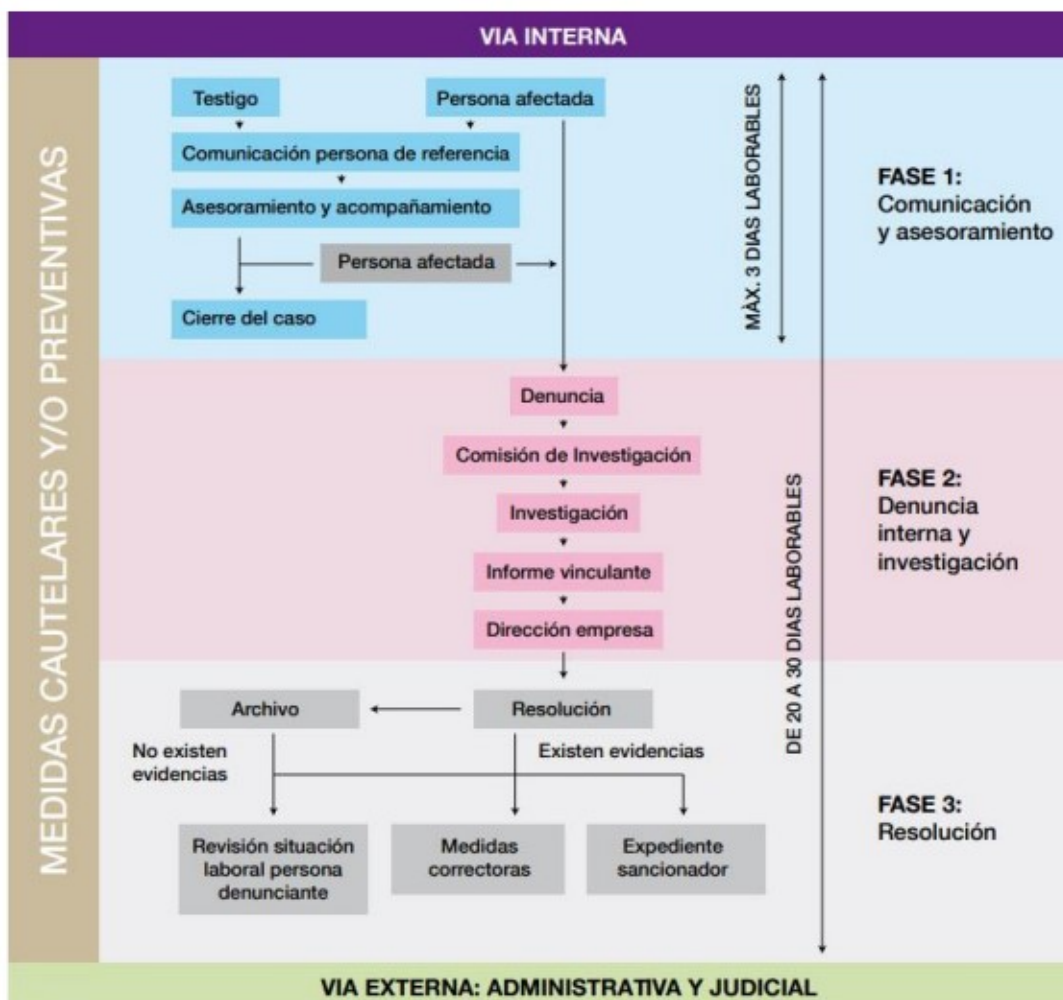 VIA INTERNA
MEDIDAS CAUTELARES Y/O PREVENTIVAS
Testigo
Persona afectada
Comunicación persona de referencia
Asesoramiento y acompañamiento
Persona afectada
Cierre del caso
MÀX. 3 DIAS LABORABLES
FASE 1:
Comunicación
y asesoramiento
Denuncia
Comisión de Investigación
Investigación
Informe vinculante
Dirección empresa
DE 20 A 30 DIAS LABORABLES
FASE 2:
Denuncia
interna y
investigación
Archivo
Resolución
No existen
evidencias
Existen evidencias
Revisión situación
laboral persona
denunciante
Medidas
correctoras
Expediente
sancionador
FASE 3:
Resolución
VIA EXTERNA: ADMINISTRATIVA Y JUDICIAL